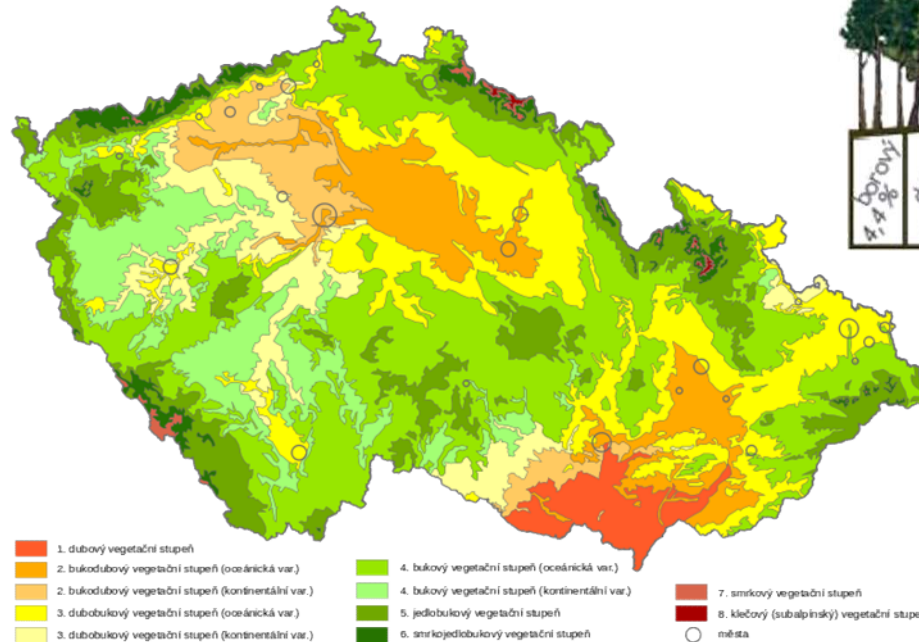 borový
4,4%
1. dubový vegetační stupeň
2. bukodubový vegetační stupeň (oceánická var.)
2. bukodubový vegetační stupeň (kontinentální var.)
3. dubobukový vegetační stupeň (oceánická var.)
3. dubobukový vegetační stupeň (kontinentální var.)
4. bukový vegetační stupeň (oceánická var.)
4. bukový vegetační stupeň (kontinentální var.)
5. jedlobukový vegetační stupeň
6. smrkojedlobukový vegetační stupeň
7. smrkový vegetační stupeň
8. klečový (subalpínský) vegetační stupe
města